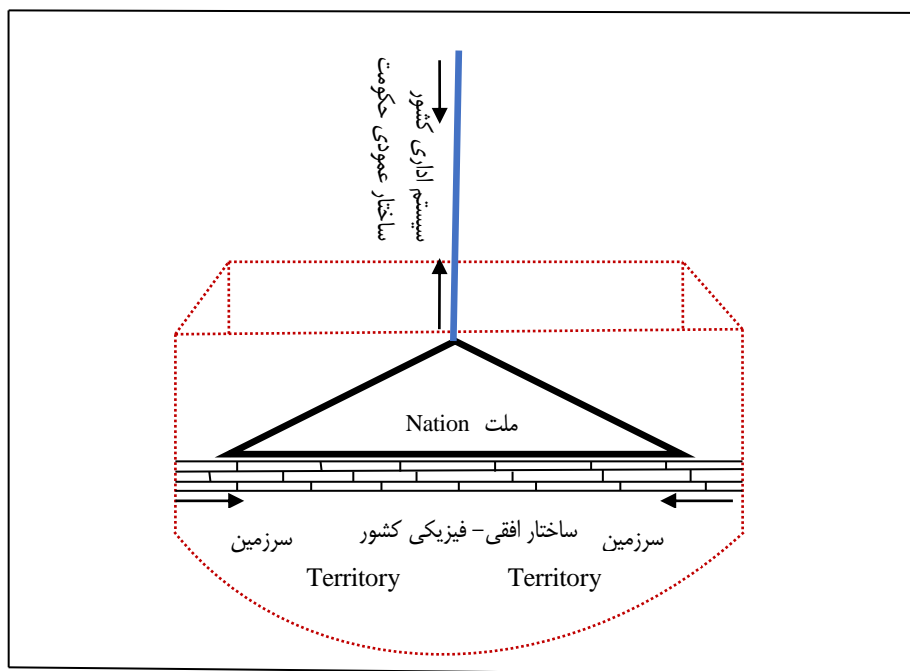 ساختار عمودی حکومت
سیستم اداری کشور
ملت Nation
ساختار افقی- فیزیکی کشور
سرزمین
سرزمین
Territory
Territory